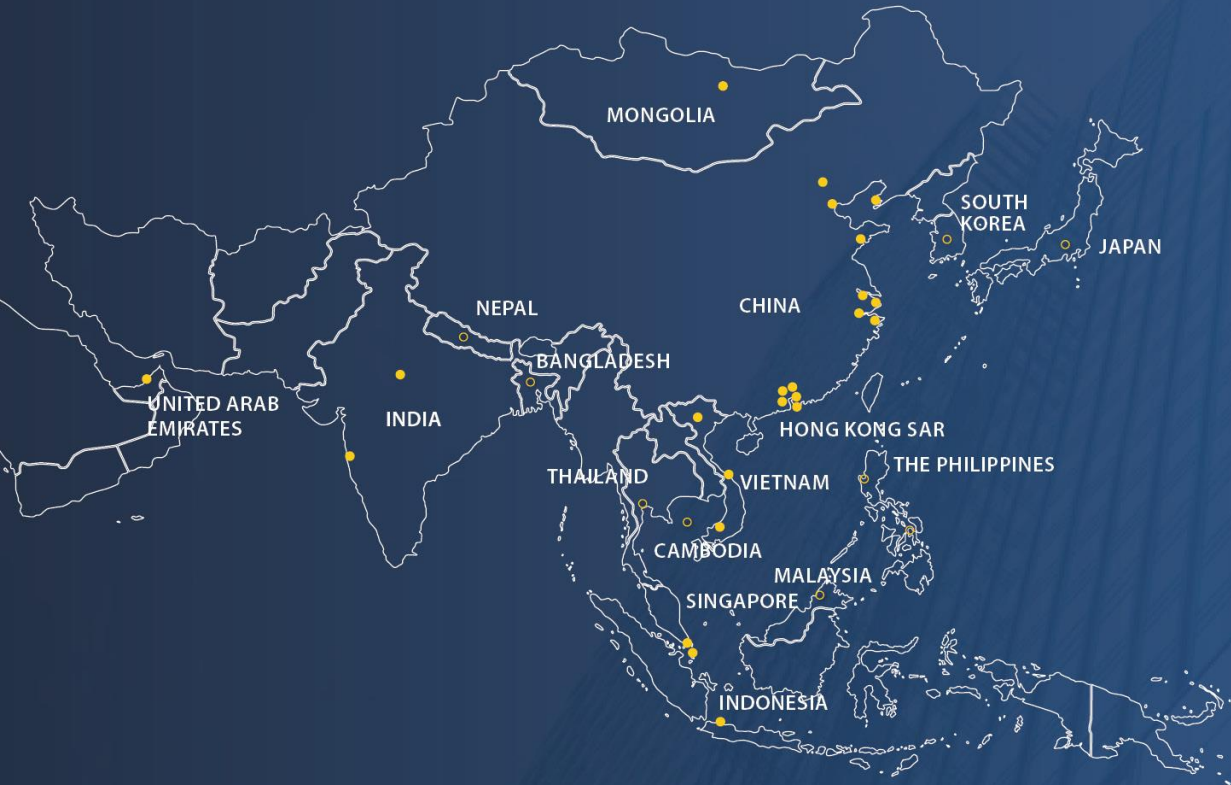 MONGOLIA
SOUTH
KOREA
JAPAN
CHINA
NEPAL
BANGLADESH
UNITED ARAB
EMIRATES
INDIA
HONG KONG SAR
THE PHILIPPINES
THAILAND
VIETNAM
CAMBODIA
MALAYSIA
SINGAPORE
INDONESIA